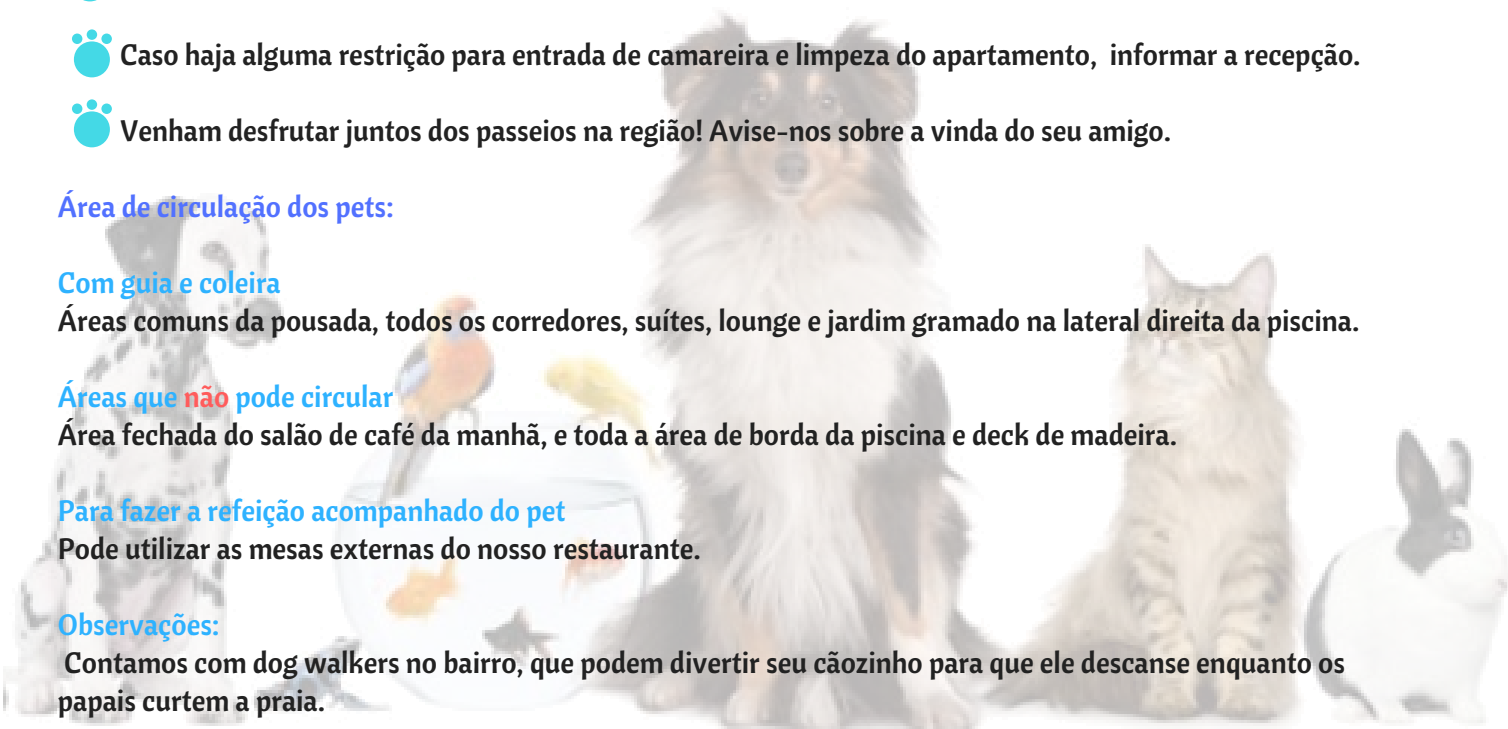 Caso haja alguma restrição para entrada de camareira e limpeza do apartamento, informar a recepção.
Venham desfrutar juntos dos passeios na região! Avise-nos sobre a vinda do seu amigo.
Área de circulação dos pets:
Com guia e coleira
Áreas comuns da pousada, todos os corredores, suítes, lounge e jardim gramado na lateral direita da piscina.
Áreas que não pode circular
Área fechada do salão de café da manhã, e toda a área de borda da piscina e deck de madeira.
Para fazer a refeição acompanhado do pet
Pode utilizar as mesas externas do nosso restaurante.
Observações:
Contamos com dog walkers no bairro, que podem divertir seu cãozinho para que ele descanse enquanto os
papais curtem a praia.